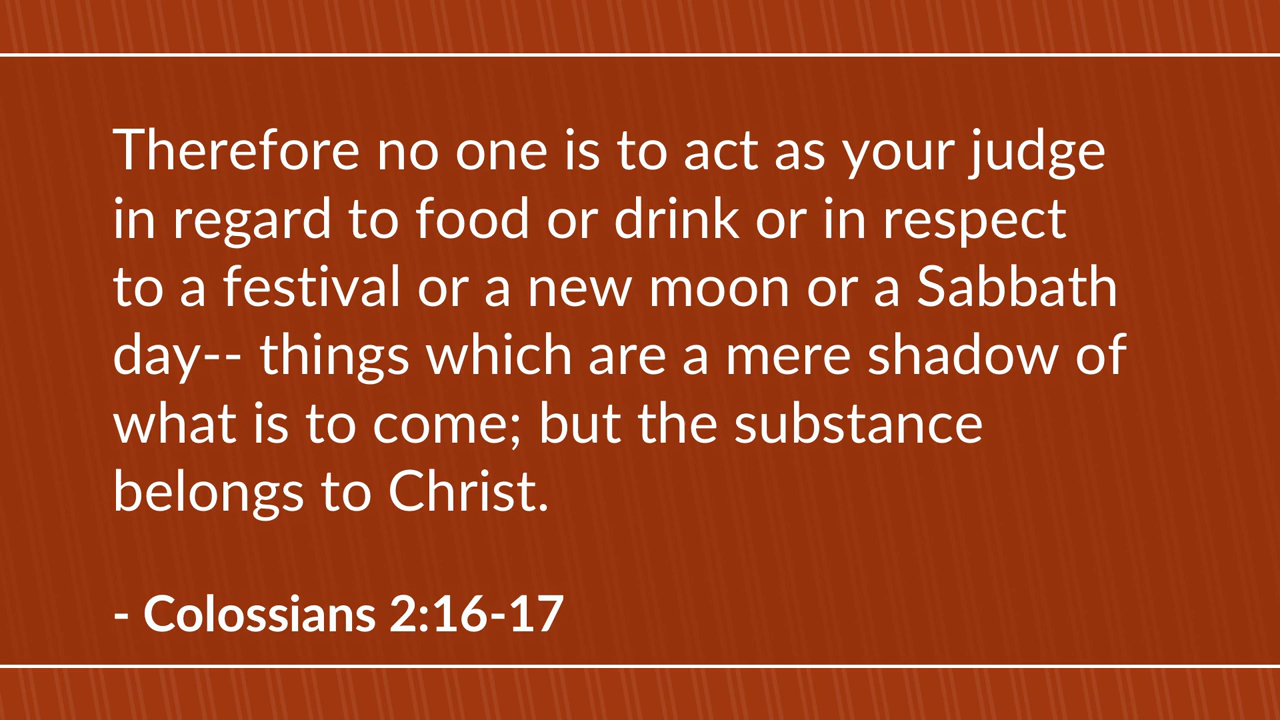 Therefore no one is to act as your judge
in regard to food or drink or in respect
to a festival or a new moon or a Sabbath
day-- things which are a mere shadow of
what is to come; but the substance
belongs to Christ.
- Colossians 2:16-17